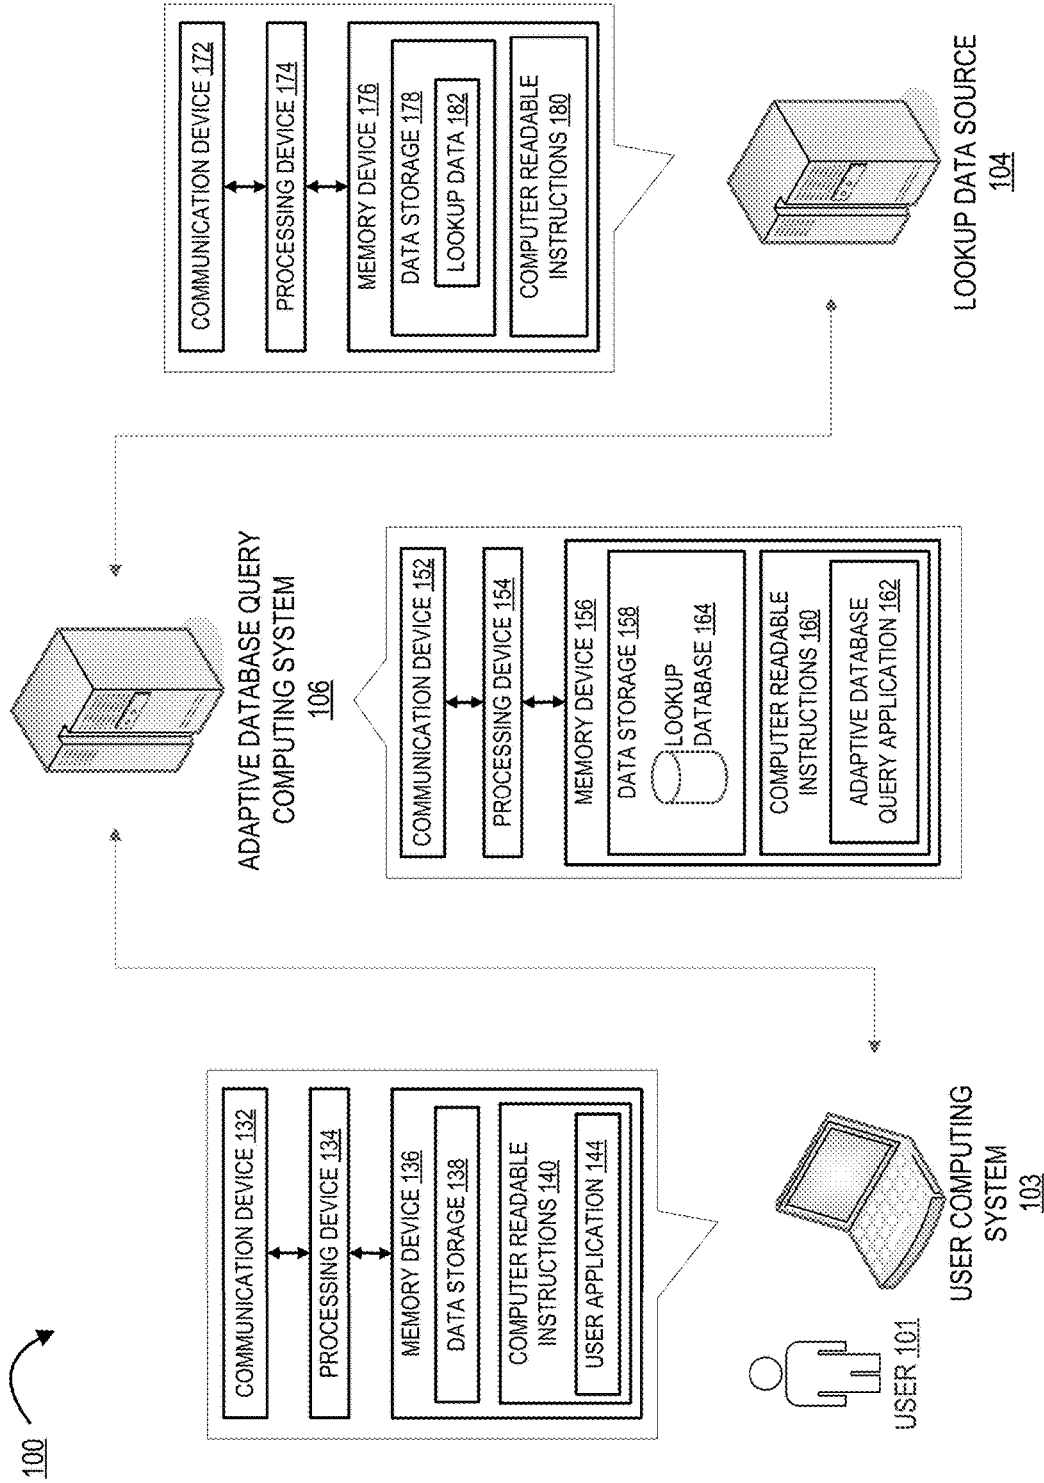 100
COMMUNICATION DEVICE 132
PROCESSING DEVICE 134
MEMORY DEVICE 136
DATA STORAGE 138
COMPUTER READABLE
INSTRUCTIONS 140
USER APPLICATION 144
USER 101
USER COMPUTING
SYSTEM
103
ADAPTIVE DATABASE QUERY
COMPUTING SYSTEM
106
COMMUNICATION DEVICE 152
PROCESSING DEVICE 154
MEMORY DEVICE 156
DATA STORAGE 158
LOOKUP
DATABASE 164
COMPUTER READABLE
INSTRUCTIONS 160
ADAPTIVE DATABASE
QUERY APPLICATION 162
COMMUNICATION DEVICE 172
PROCESSING DEVICE 174
MEMORY DEVICE 176
DATA STORAGE 178
LOOKUP DATA 182
COMPUTER READABLE
INSTRUCTIONS 180
LOOKUP DATA SOURCE
104